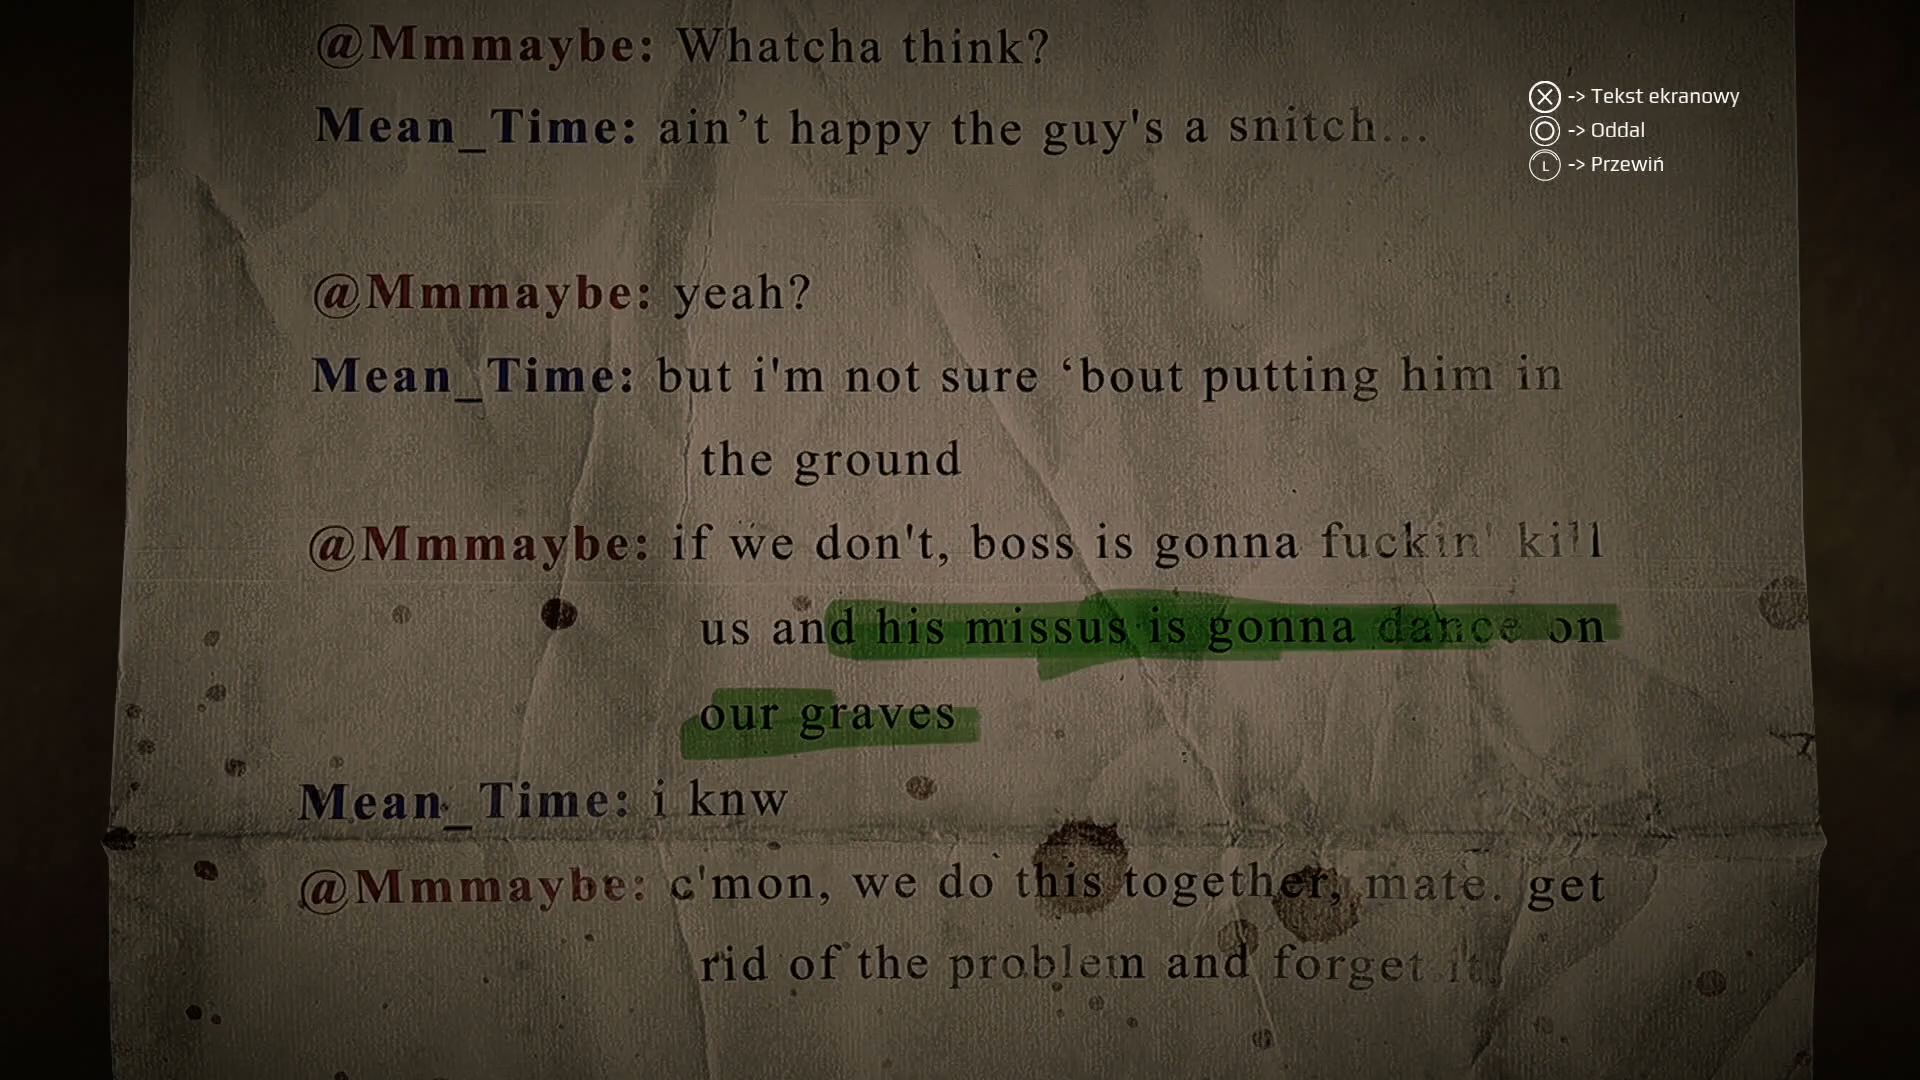 @Mmmaybe: Whatcha think?
-> Tekst ekranowy
Mean_Time: ain’t happy the guy's a snitch...
-> Oddal
L -> Przewiń
@Mmmaybe: yeah?
Mean_Time: but i'm not sure ‘bout putting him in
the ground
@Mmmaybe: if we don't, boss is gonna fuckin' kill
us and his missus is gonna dance on
our graves
Mean_Time: i knw
@Mmmaybe: c'mon, we do this together, mate. get
rid of the problem and forget it.